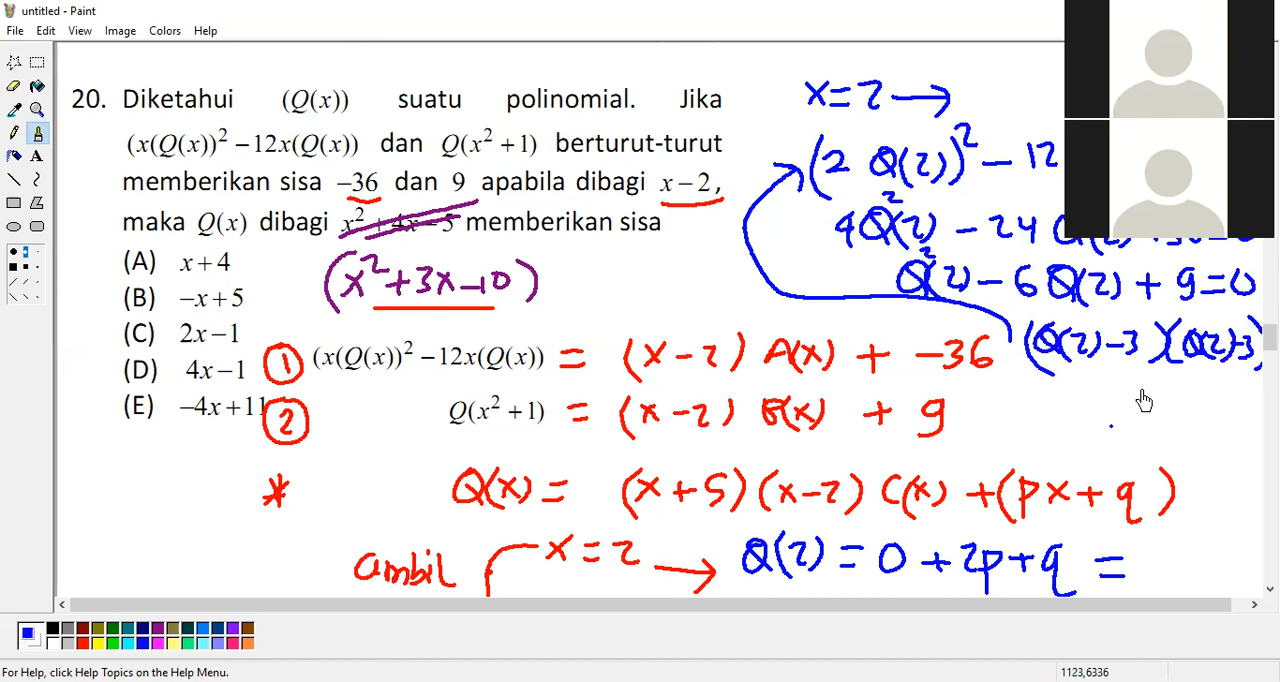 untitled - Paint
File Edit View Image Colors Help
20. Diketahui (Q(x)) suatu polinomial. Jika
(x(Q(x))² −12x(Q(x)) dan Q(x² +1) berturut-turut
memberikan sisa −36 dan 9 apabila dibagi x−2,
maka Q(x) dibagi x² + 4x − 5 memberikan sisa
(x²+3x−10)
(A) x+4
(B) −x+5
(C) 2x−1
(D) 4x−1
(E) −4x+11
x=2 →
(2 Q(2))² − 12
4Q²(2) − 24
Q²(2) − 6 Q(2) + 9 = 0
(Q(2)−3)(Q(2)−3)
① (x(Q(x))² −12x(Q(x)) = (x−2) A(x) + −36
② Q(x² +1) = (x−2) B(x) + 9
* Q(x) = (x+5)(x−2) C(x) + (px+q)
ambil x=2 → Q(2) = 0 + 2p+q =
For Help, click Help Topics on the Help Menu.
1123,6336